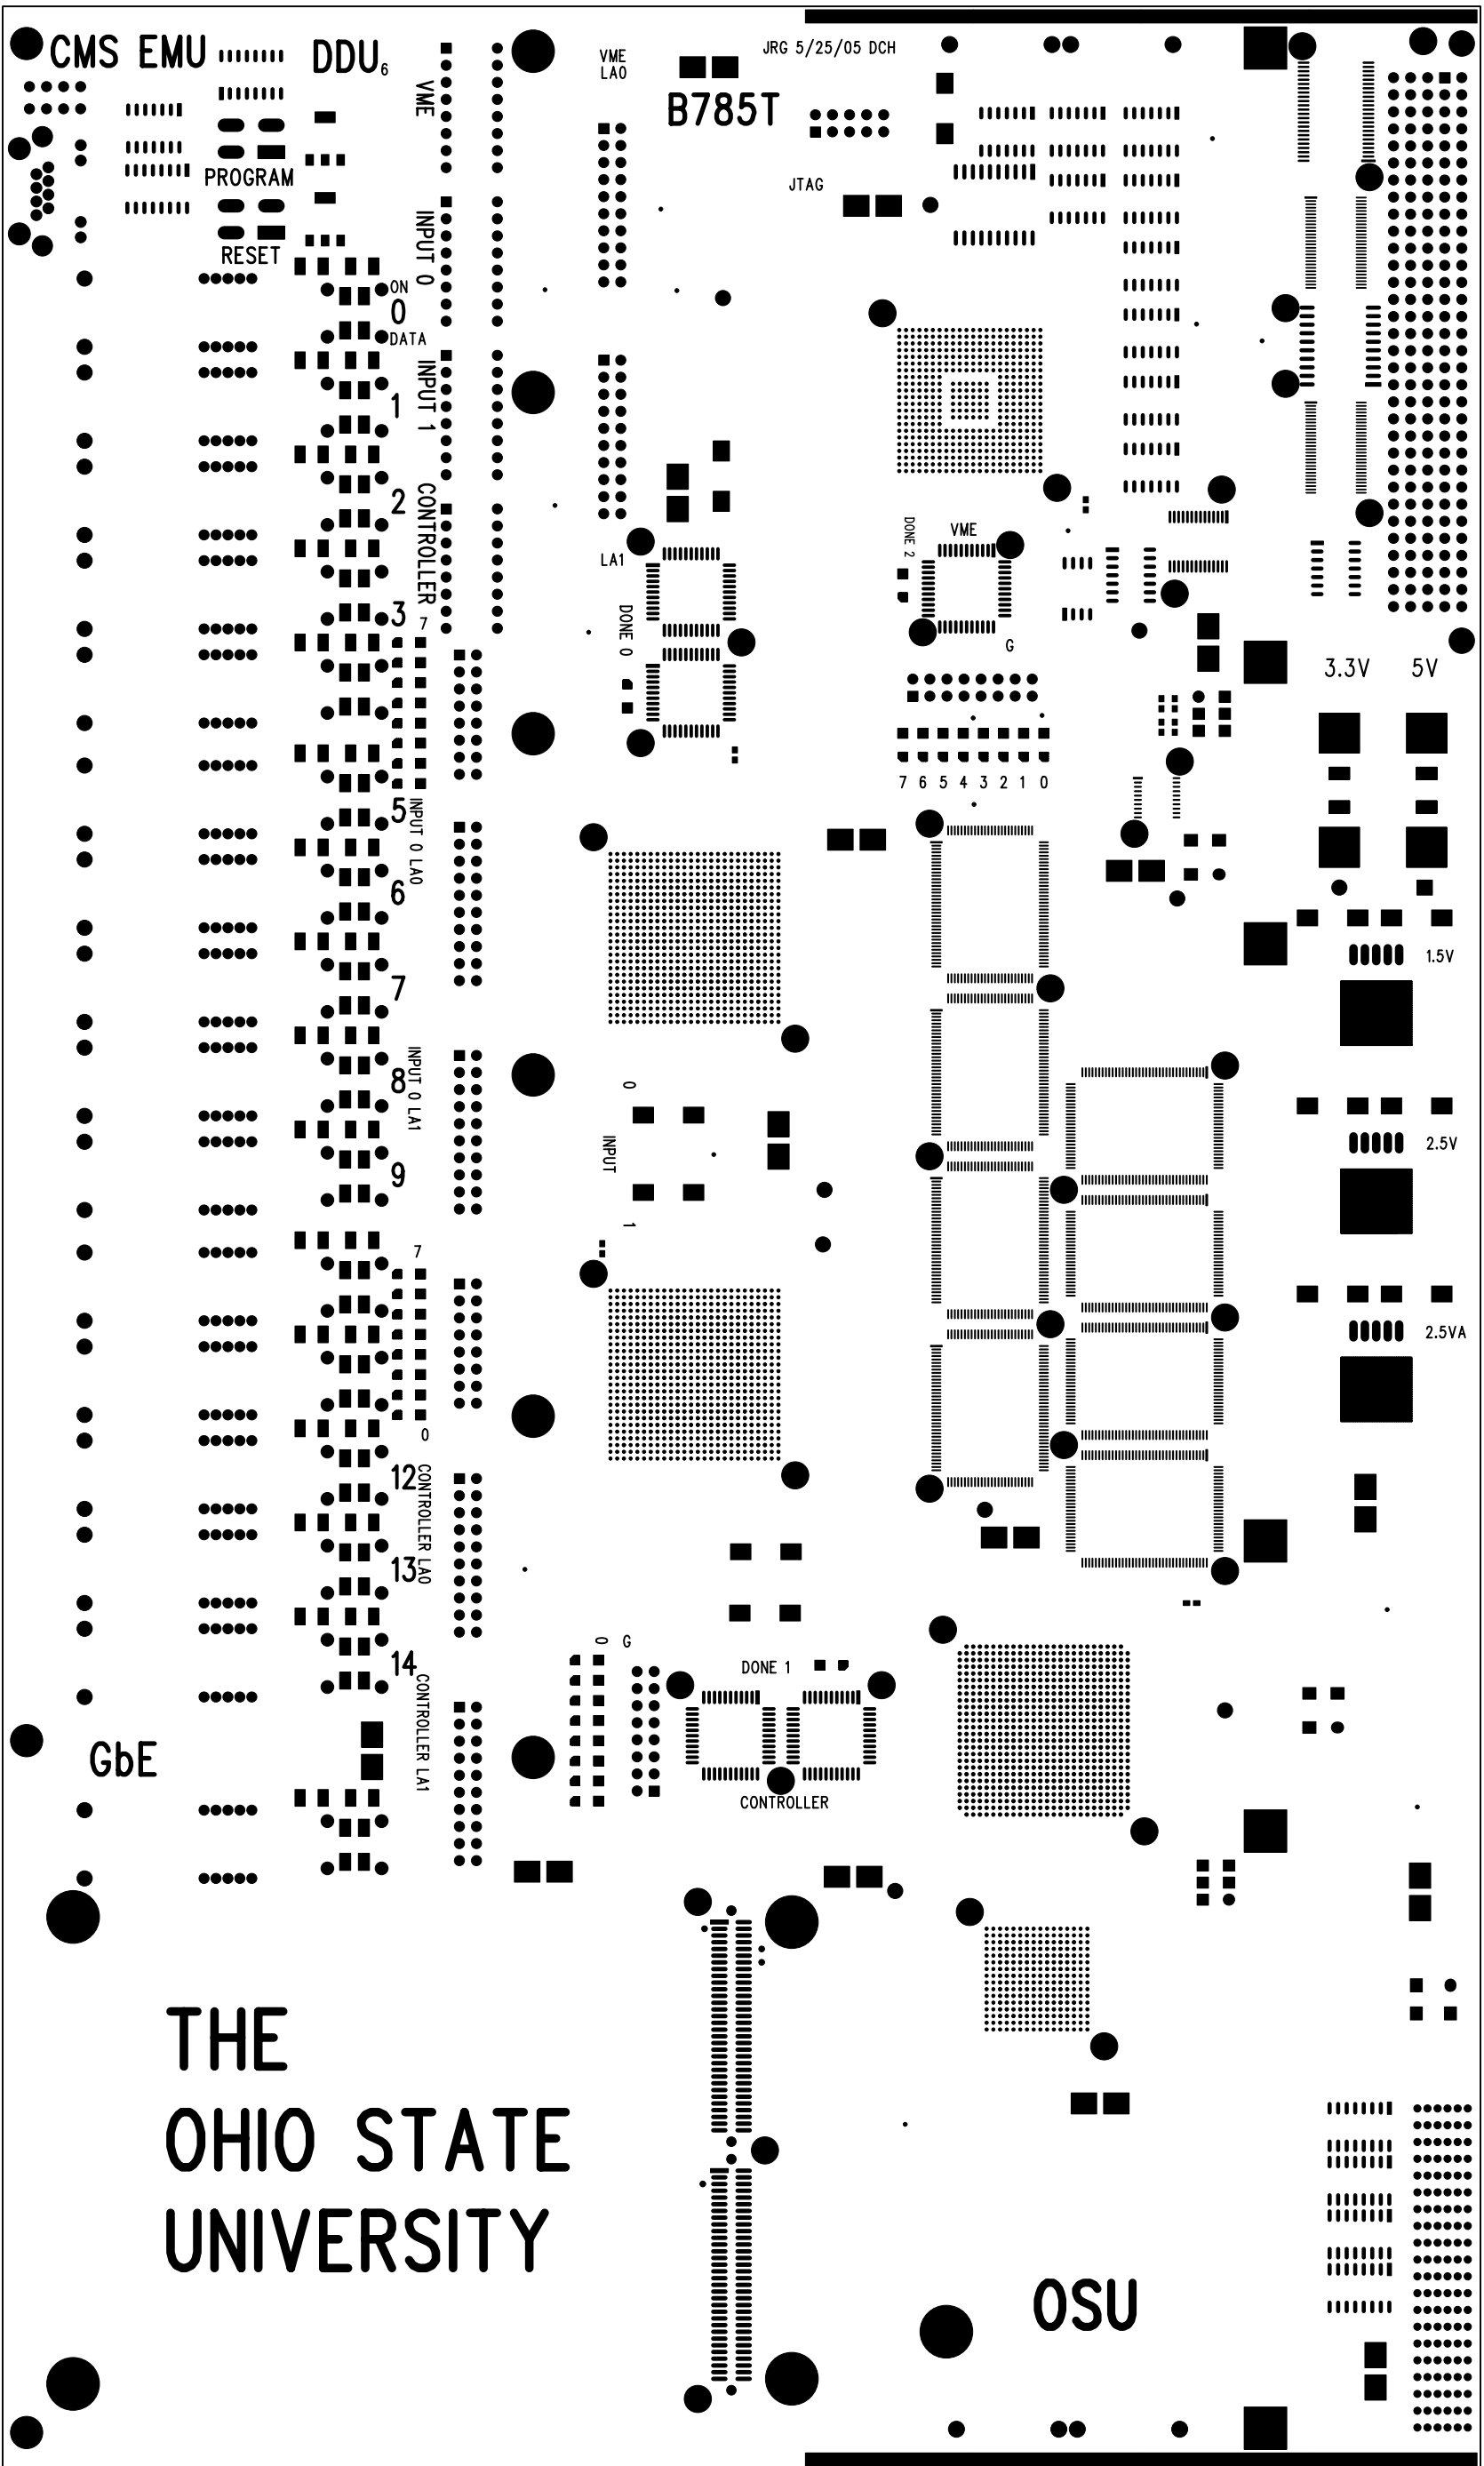 CMS EMU
DDU6
VME
VME
LA0
JRG 5/25/05 DCH
B785T
JTAG
PROGRAM
RESET
INPUT 0
ON
0
DATA
INPUT 1
1
2
CONTROLLER
3
7
LA1
DONE 0
DONE 2
VME
G
3.3V
5V
7 6 5 4 3 2 1 0
5
INPUT 0 LA0
6
1.5V
7
8
INPUT 0 LA1
9
0
INPUT
1
2.5V
7
2.5VA
0
12
CONTROLLER LA0
13
14
CONTROLLER LA1
0 G
DONE 1
CONTROLLER
GbE
THE
OHIO STATE
UNIVERSITY
OSU